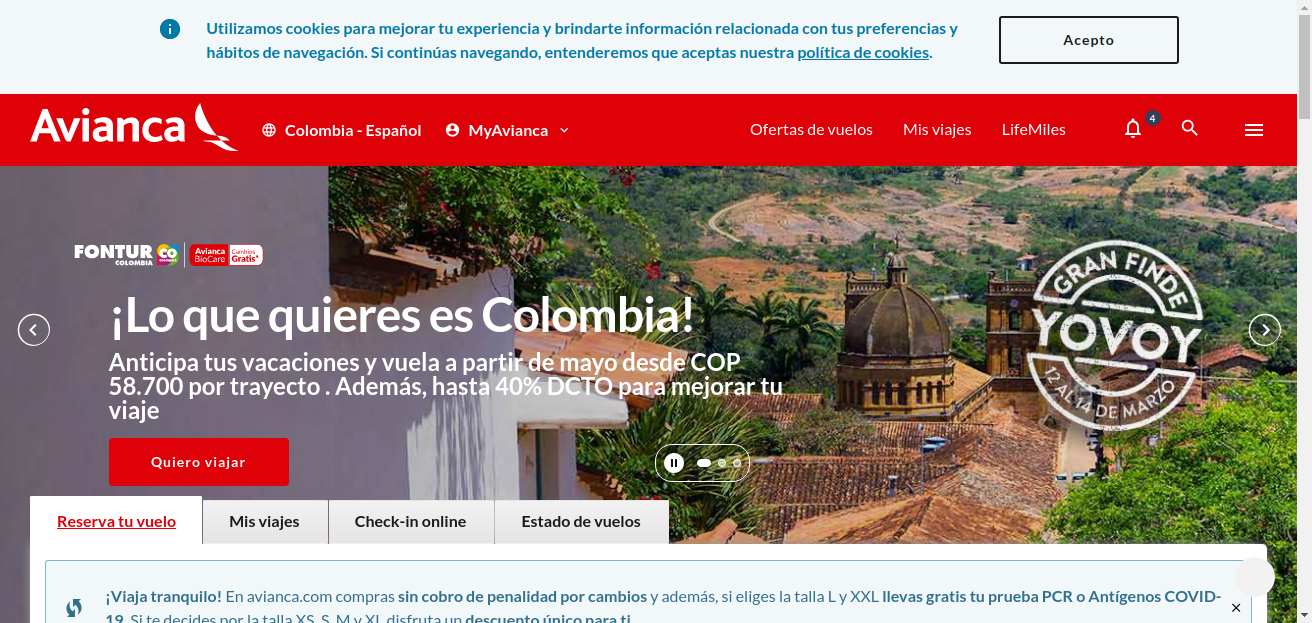 Utilizamos cookies para mejorar tu experiencia y brindarte información relacionada con tus preferencias y
hábitos de navegación. Si continúas navegando, entenderemos que aceptas nuestra política de cookies.
Acepto
Avianca
Colombia - Español
MyAvianca
Ofertas de vuelos
Mis viajes
LifeMiles
4
FONTUR
COLOMBIA
CO
COLOMBIA
Avianca
BioCare
Cambios
Gratis*
¡Lo que quieres es Colombia!
Anticipa tus vacaciones y vuela a partir de mayo desde COP
58.700 por trayecto . Además, hasta 40% DCTO para mejorar tu
viaje
GRAN FINDE
YOVOY
12 AL 14 DE MARZO
Quiero viajar
Reserva tu vuelo
Mis viajes
Check-in online
Estado de vuelos
¡Viaja tranquilo! En avianca.com compras sin cobro de penalidad por cambios y además, si eliges la talla L y XXL llevas gratis tu prueba PCR o Antígenos COVID-
19. Si te decides por la talla XS, S, M y XL disfruta un descuento único para ti.